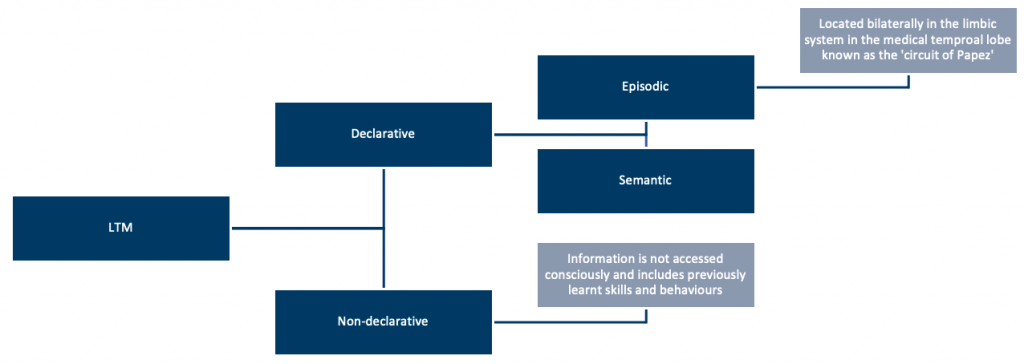 Located bilaterally in the limbic
system in the medical temproal lobe
known as the 'circuit of Papez'
Episodic
Declarative
Semantic
LTM
Information is not accessed
consciously and includes previously
learnt skills and behaviours
Non-declarative